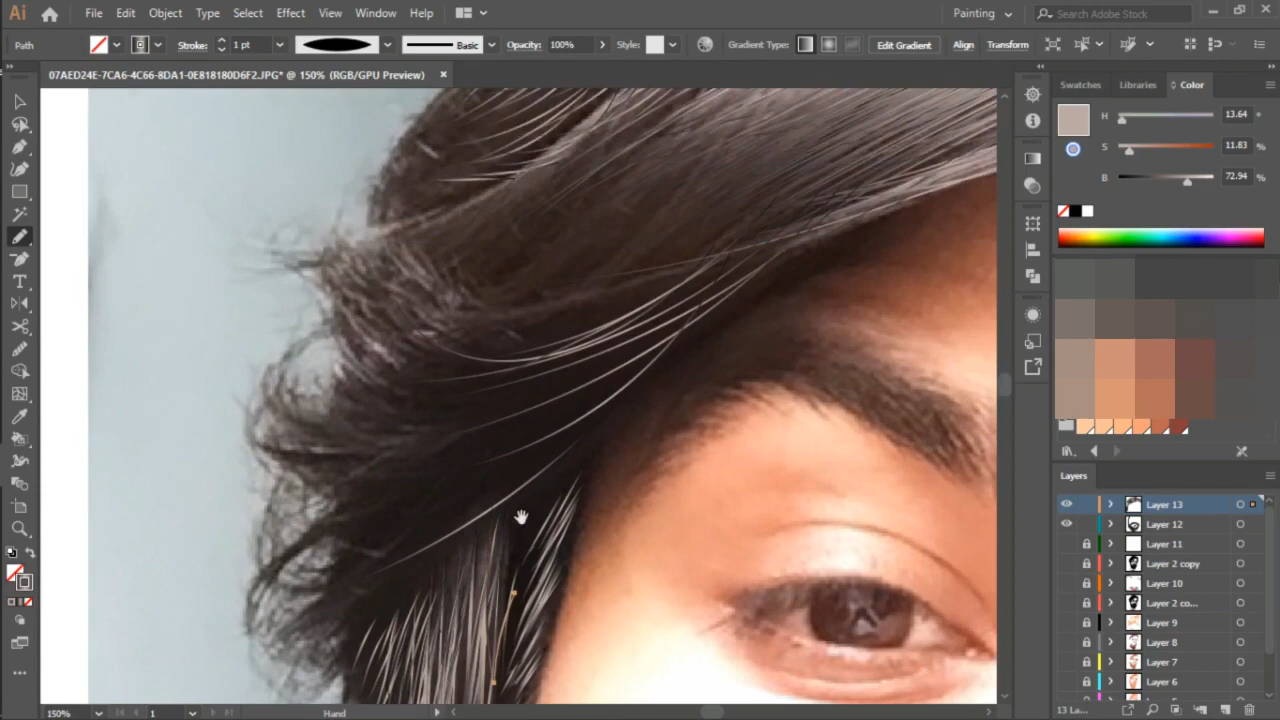 Ai File Edit Object Type Select Effect View Window Help Painting Search Adobe Stock
Path Stroke: 1 pt Basic Opacity: 100% Style: Gradient Type: Edit Gradient Align Transform
07AED24E-7CA6-4C66-8DA1-0E818180D6F2.JPG* @ 150% (RGB/GPU Preview)
Swatches Libraries Color
H 13.64 °
S 11.83 %
B 72.94 %
Layers
Layer 13
Layer 12
Layer 11
Layer 2 copy
Layer 10
Layer 2 co...
Layer 9
Layer 8
Layer 7
Layer 6
150% 1 Hand 13 La...